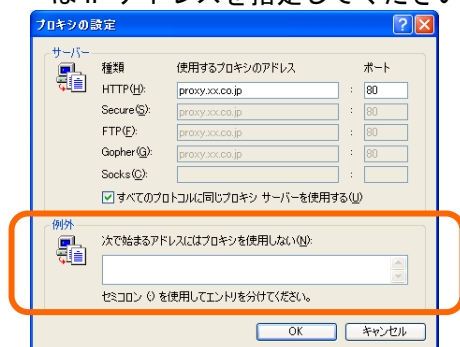 は IP アドレスを指定してください
プロキシの設定
サーバー
種類 使用するプロキシのアドレス ポート
HTTP(H): proxy.xx.co.jp : 80
Secure(S): proxy.xx.co.jp : 80
FTP(F): proxy.xx.co.jp : 80
Gopher(G): proxy.xx.co.jp : 80
Socks(C): :
すべてのプロトコルに同じプロキシ サーバーを使用する(U)
例外
次で始まるアドレスにはプロキシを使用しない(N):
セミコロン (;) を使用してエントリを分けてください。
OK キャンセル